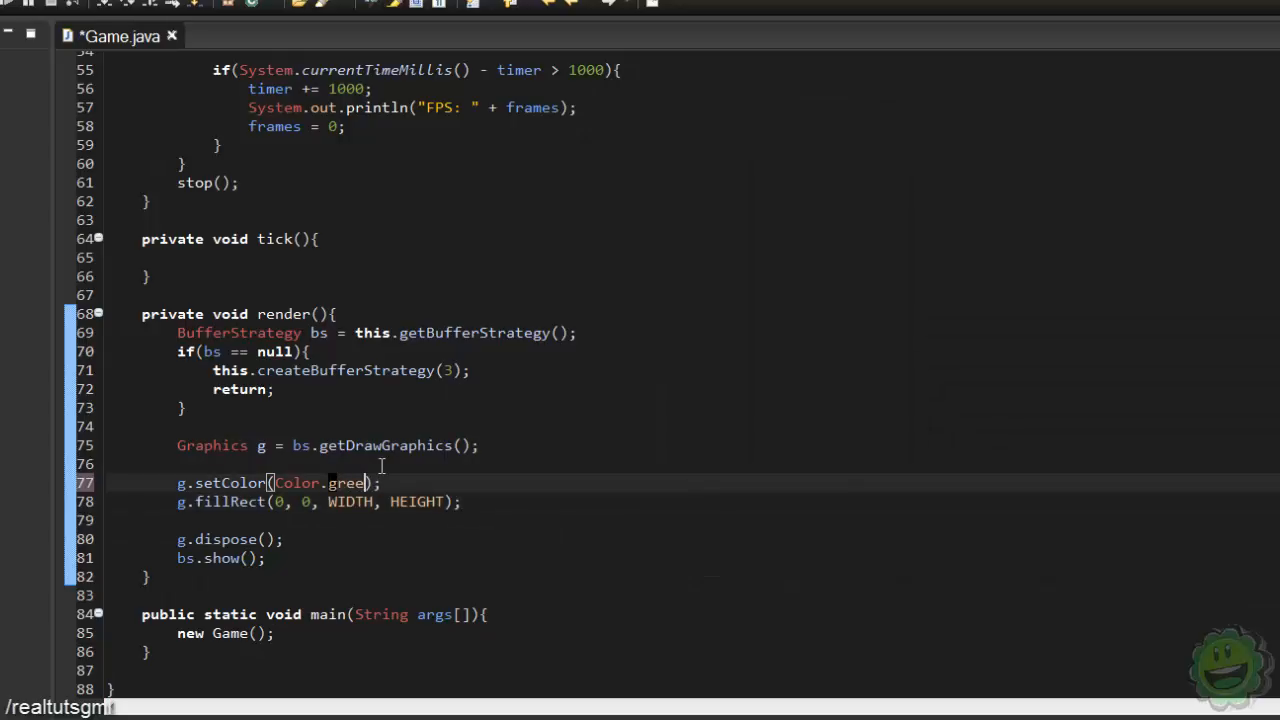 *Game.java
54
55 if(System.currentTimeMillis() - timer > 1000){
56 timer += 1000;
57 System.out.println("FPS: " + frames);
58 frames = 0;
59 }
60 }
61 stop();
62 }
63
64 private void tick(){
65
66 }
67
68 private void render(){
69 BufferStrategy bs = this.getBufferStrategy();
70 if(bs == null){
71 this.createBufferStrategy(3);
72 return;
73 }
74
75 Graphics g = bs.getDrawGraphics();
76
77 g.setColor(Color.gree);
78 g.fillRect(0, 0, WIDTH, HEIGHT);
79
80 g.dispose();
81 bs.show();
82 }
83
84 public static void main(String args[]){
85 new Game();
86 }
87
88 }
/realtutsgm